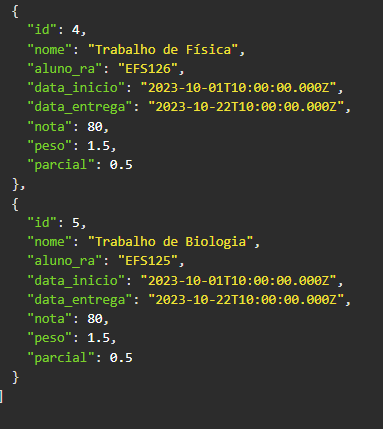 {
"id": 4,
"nome": "Trabalho de Física",
"aluno_ra": "EFS126",
"data_inicio": "2023-10-01T10:00:00.000Z",
"data_entrega": "2023-10-22T10:00:00.000Z",
"nota": 80,
"peso": 1.5,
"parcial": 0.5
},
{
"id": 5,
"nome": "Trabalho de Biologia",
"aluno_ra": "EFS125",
"data_inicio": "2023-10-01T10:00:00.000Z",
"data_entrega": "2023-10-22T10:00:00.000Z",
"nota": 80,
"peso": 1.5,
"parcial": 0.5
}
]